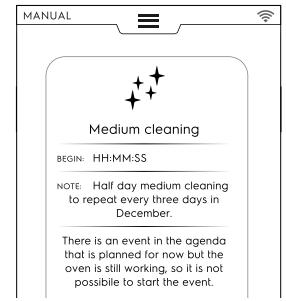 MANUAL
Medium cleaning
BEGIN: HH:MM:SS
NOTE: Half day medium cleaning
to repeat every three days in
December.
There is an event in the agenda
that is planned for now but the
oven is still working, so it is not
possibile to start the event.